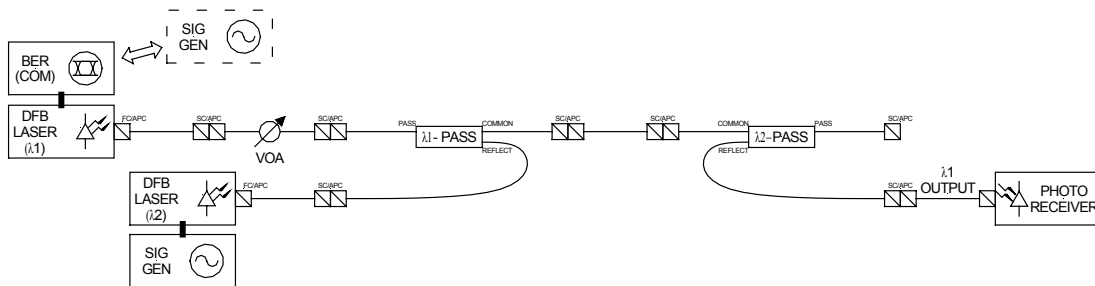 SIG
GEN
BER
(COM)
DFB
LASER
(λ1)
FC/APC
SC/APC
VOA
SC/APC
PASS
λ1- PASS
COMMON
REFLECT
SC/APC
SC/APC
COMMON
REFLECT
λ2-PASS
PASS
SC/APC
DFB
LASER
(λ2)
FC/APC
SC/APC
SC/APC
λ1
OUTPUT
PHOTO
RECEIVER
SIG
GEN